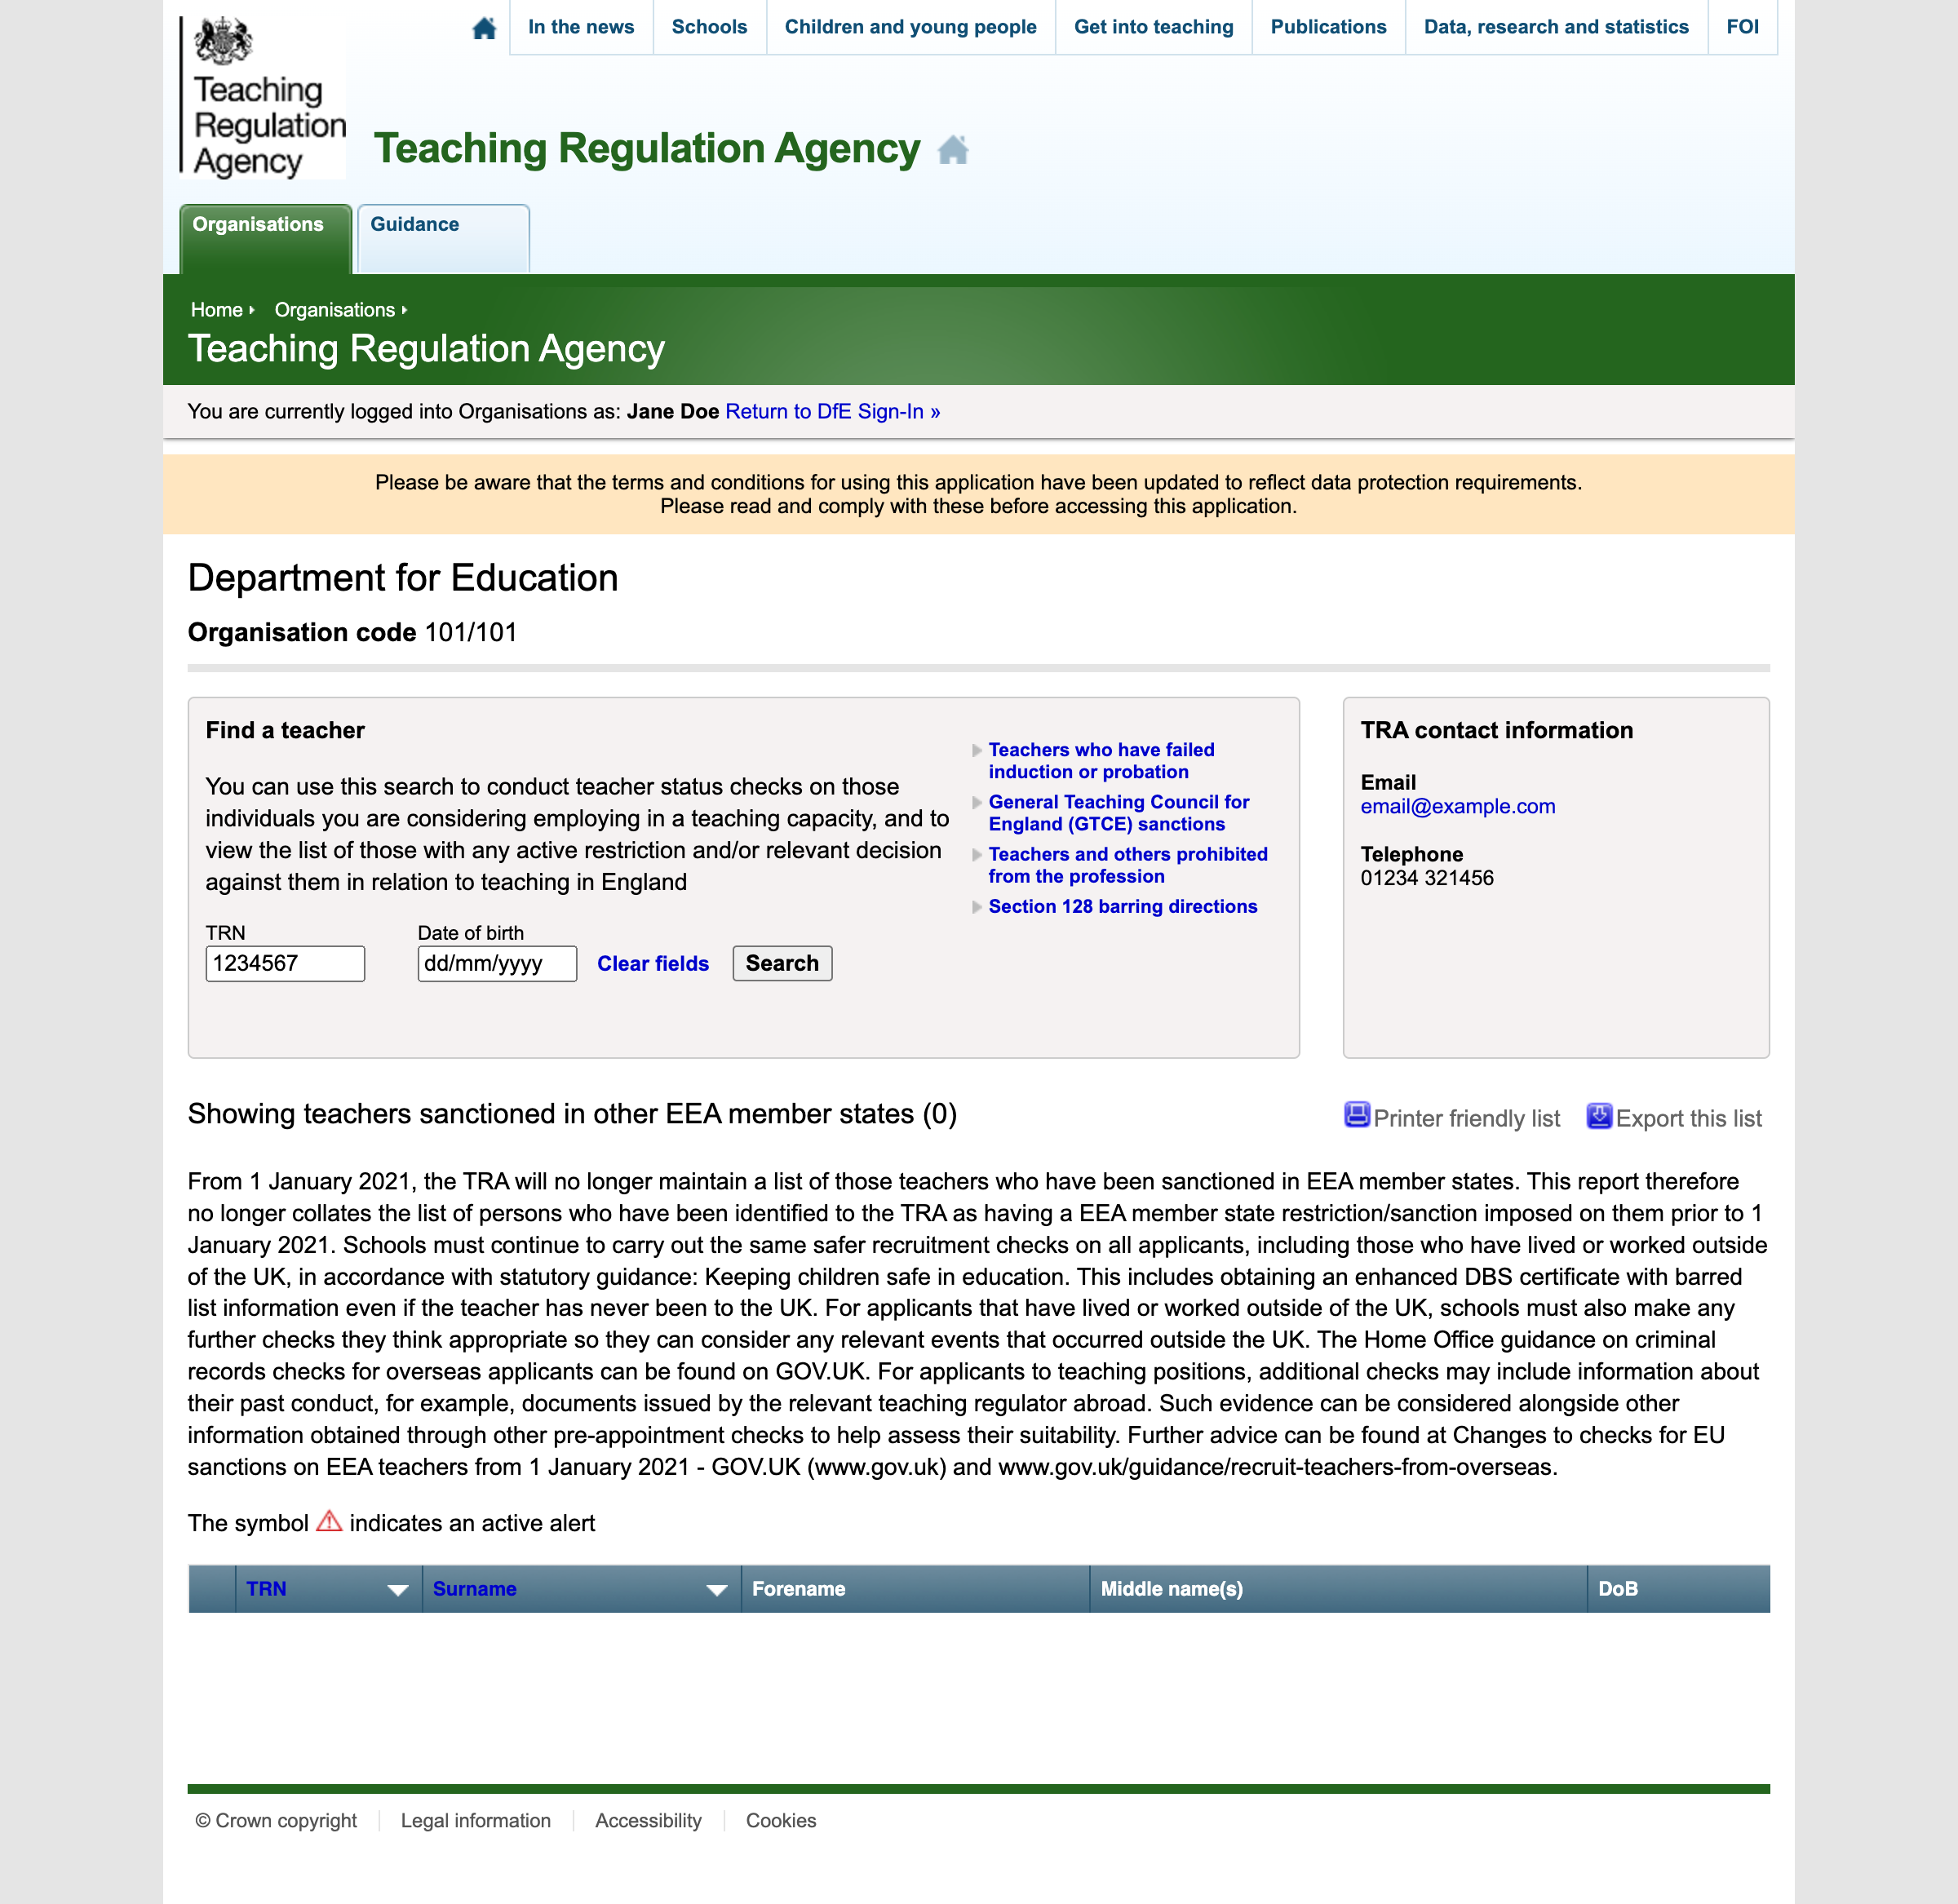 Teaching
Regulation
Agency
In the news
Schools
Children and young people
Get into teaching
Publications
Data, research and statistics
FOI
Teaching Regulation Agency
Organisations
Guidance
Home
Organisations
Teaching Regulation Agency
You are currently logged into Organisations as: Jane Doe Return to DfE Sign-In »
Please be aware that the terms and conditions for using this application have been updated to reflect data protection requirements.
Please read and comply with these before accessing this application.
Department for Education
Organisation code 101/101
Find a teacher
You can use this search to conduct teacher status checks on those
individuals you are considering employing in a teaching capacity, and to
view the list of those with any active restriction and/or relevant decision
against them in relation to teaching in England
TRN
1234567
Date of birth
dd/mm/yyyy
Clear fields
Search
Teachers who have failed
induction or probation
General Teaching Council for
England (GTCE) sanctions
Teachers and others prohibited
from the profession
Section 128 barring directions
TRA contact information
Email
email@example.com
Telephone
01234 321456
Showing teachers sanctioned in other EEA member states (0)
Printer friendly list
Export this list
From 1 January 2021, the TRA will no longer maintain a list of those teachers who have been sanctioned in EEA member states. This report therefore
no longer collates the list of persons who have been identified to the TRA as having a EEA member state restriction/sanction imposed on them prior to 1
January 2021. Schools must continue to carry out the same safer recruitment checks on all applicants, including those who have lived or worked outside
of the UK, in accordance with statutory guidance: Keeping children safe in education. This includes obtaining an enhanced DBS certificate with barred
list information even if the teacher has never been to the UK. For applicants that have lived or worked outside of the UK, schools must also make any
further checks they think appropriate so they can consider any relevant events that occurred outside the UK. The Home Office guidance on criminal
records checks for overseas applicants can be found on GOV.UK. For applicants to teaching positions, additional checks may include information about
their past conduct, for example, documents issued by the relevant teaching regulator abroad. Such evidence can be considered alongside other
information obtained through other pre-appointment checks to help assess their suitability. Further advice can be found at Changes to checks for EU
sanctions on EEA teachers from 1 January 2021 - GOV.UK (www.gov.uk) and www.gov.uk/guidance/recruit-teachers-from-overseas.
The symbol indicates an active alert
TRN
Surname
Forename
Middle name(s)
DoB
© Crown copyright
Legal information
Accessibility
Cookies